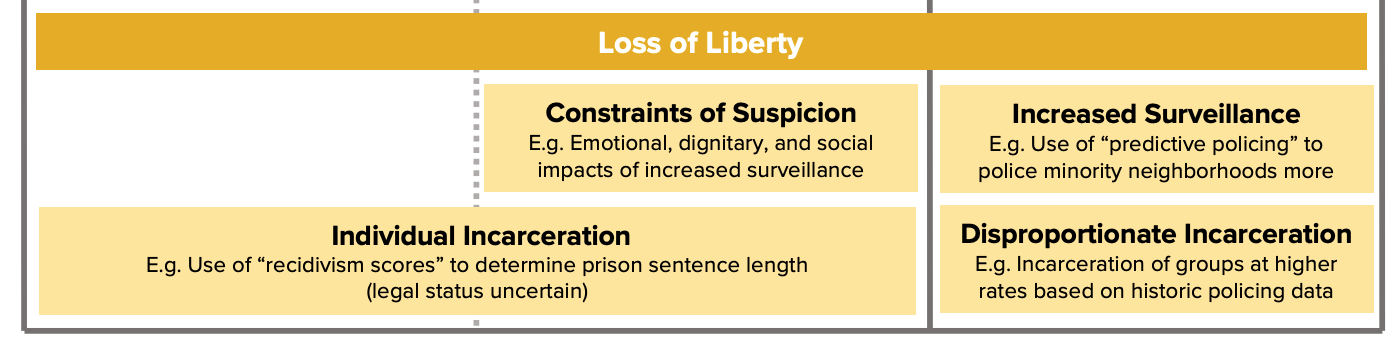 Loss of Liberty
Constraints of Suspicion
E.g. Emotional, dignitary, and social
impacts of increased surveillance
Increased Surveillance
E.g. Use of “predictive policing” to
police minority neighborhoods more
Individual Incarceration
E.g. Use of “recidivism scores” to determine prison sentence length
(legal status uncertain)
Disproportionate Incarceration
E.g. Incarceration of groups at higher
rates based on historic policing data